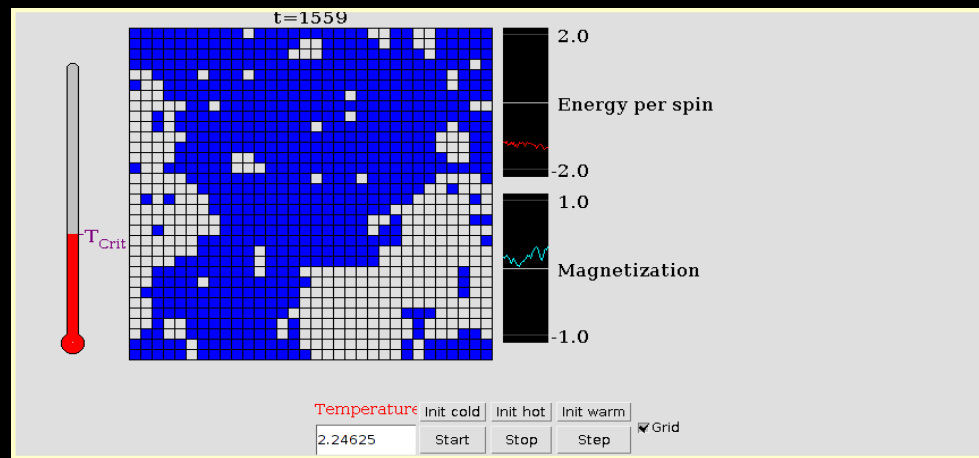 t=1559
2.0
Energy per spin
-2.0
1.0
T_Crit
Magnetization
-1.0
Temperature Init cold Init hot Init warm
2.24625 Start Stop Step Grid